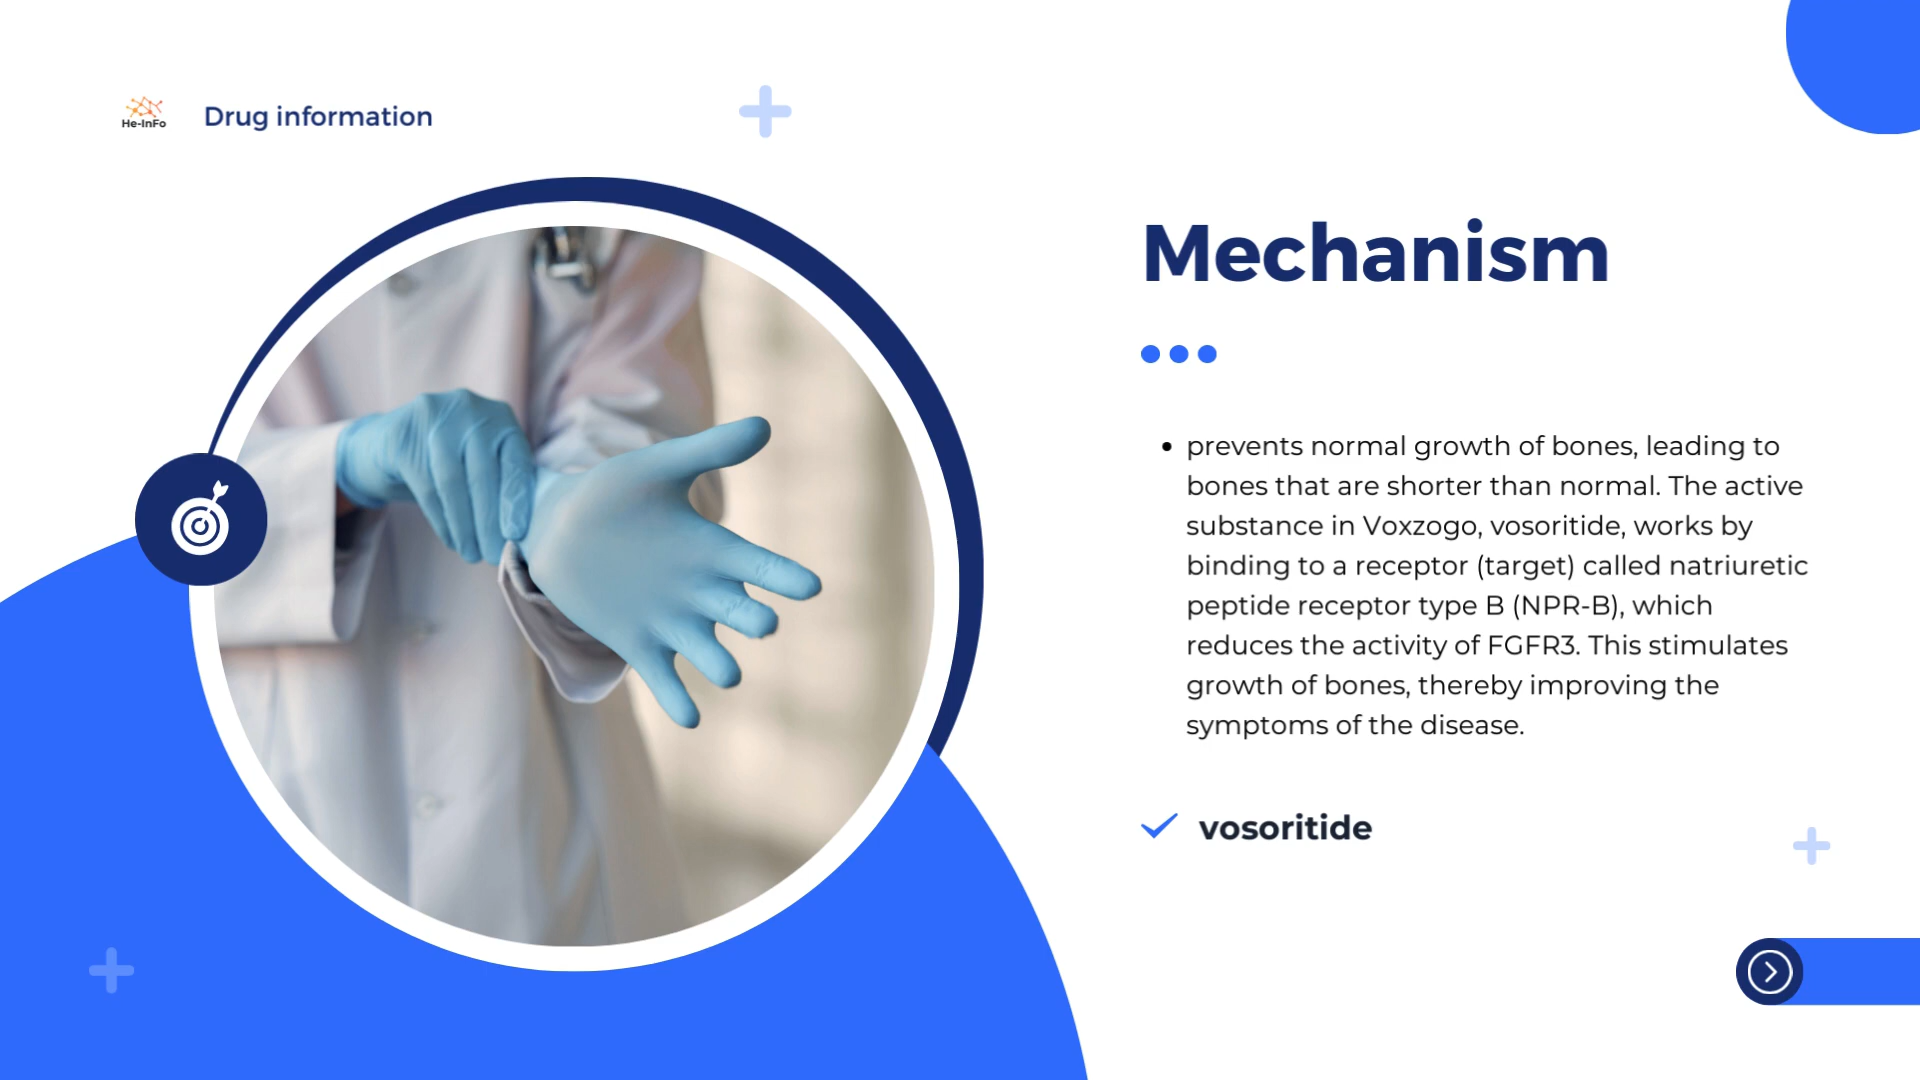 He-InFo
Drug information
Mechanism
• prevents normal growth of bones, leading to
bones that are shorter than normal. The active
substance in Voxzogo, vosoritide, works by
binding to a receptor (target) called natriuretic
peptide receptor type B (NPR-B), which
reduces the activity of FGFR3. This stimulates
growth of bones, thereby improving the
symptoms of the disease.
vosoritide